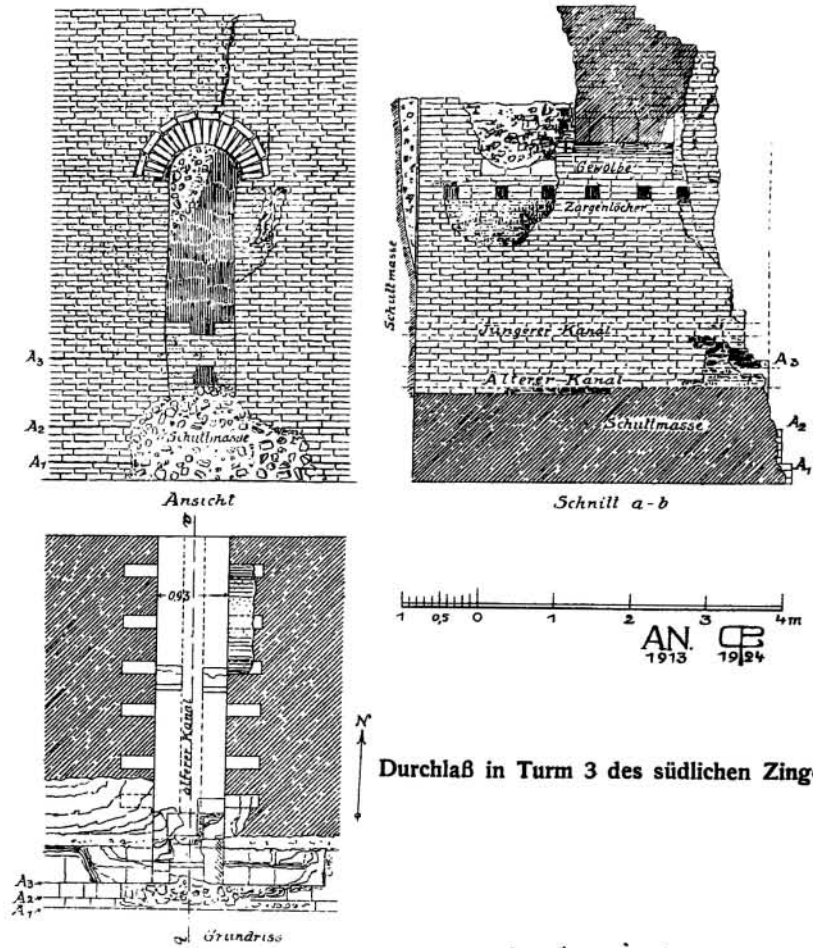 A₃
A₂
A₁
Schuttmasse
Ansicht
Schuttmasse
Gewölbe
Zargenlöcher
Jüngerer Kanal
Älterer Kanal
Schuttmasse
A₃
A₂
A₁
Schnitt a-b
b
0,93
älterer Kanal
N
A₃
A₂
A₁
a
Grundriss
1 0,5 0 1 2 3 4m
AN.
1913 1924
Durchlaß in Turm 3 des südlichen Zinge